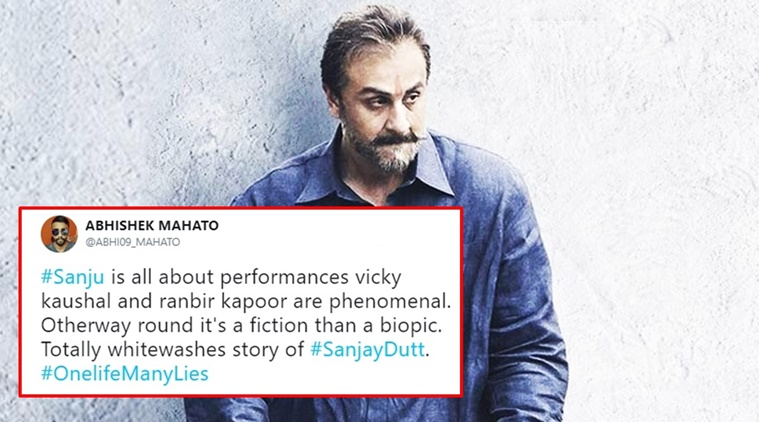 ABHISHEK MAHATO
@ABHI09_MAHATO
#Sanju is all about performances vicky
kaushal and ranbir kapoor are phenomenal.
Otherway round it's a fiction than a biopic.
Totally whitewashes story of #SanjayDutt.
#OnelifeManyLies